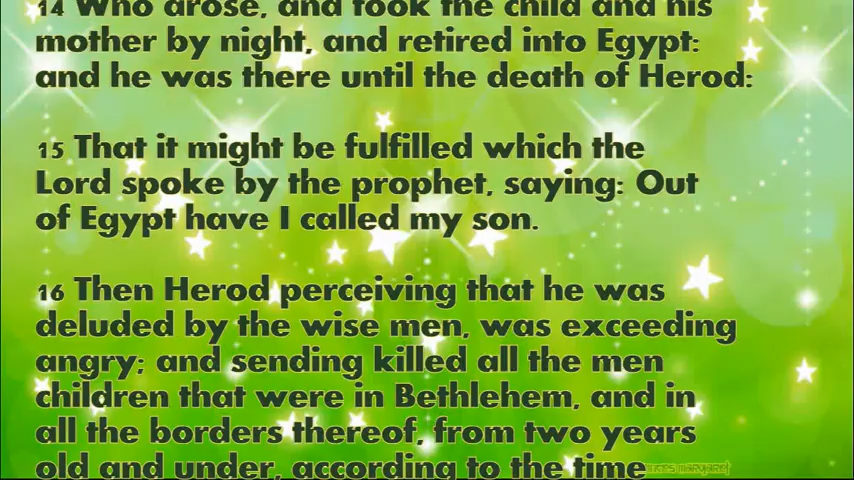 14 Who arose, and took the child and his
mother by night, and retired into Egypt:
and he was there until the death of Herod:
15 That it might be fulfilled which the
Lord spoke by the prophet, saying: Out
of Egypt have I called my son.
16 Then Herod perceiving that he was
deluded by the wise men, was exceeding
angry; and sending killed all the men
children that were in Bethlehem, and in
all the borders thereof, from two years
old and under, according to the time